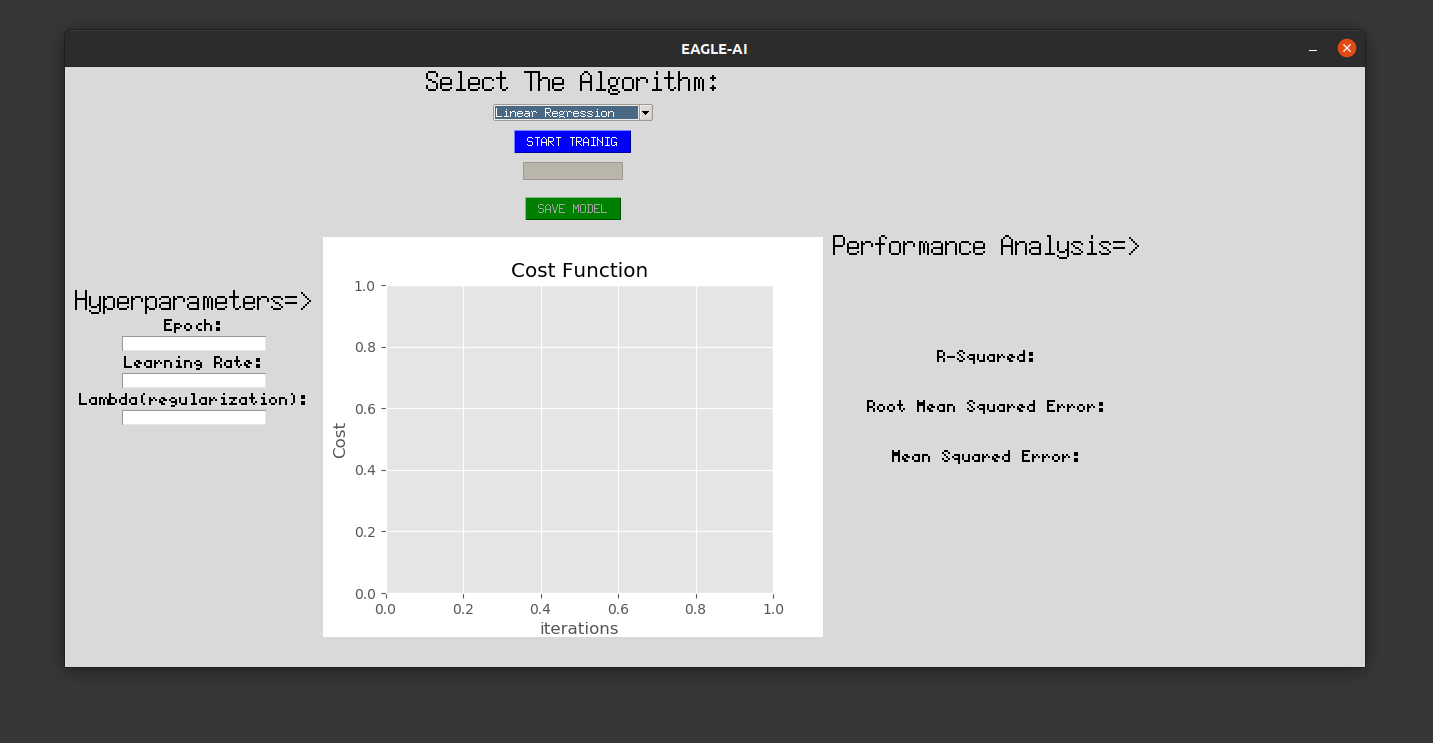 EAGLE-AI
Select The Algorithm:
Linear Regression
START TRAINIG
SAVE MODEL
Hyperparameters=>
Epoch:
Learning Rate:
Lambda(regularization):
Cost Function
1.0
0.8
0.6
0.4
0.2
0.0
Cost
0.0 0.2 0.4 0.6 0.8 1.0
iterations
Performance Analysis=>
R-Squared:
Root Mean Squared Error:
Mean Squared Error: